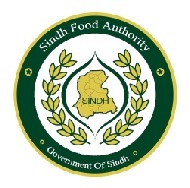 Sindh Food Authority
SINDH
Government Of Sindh